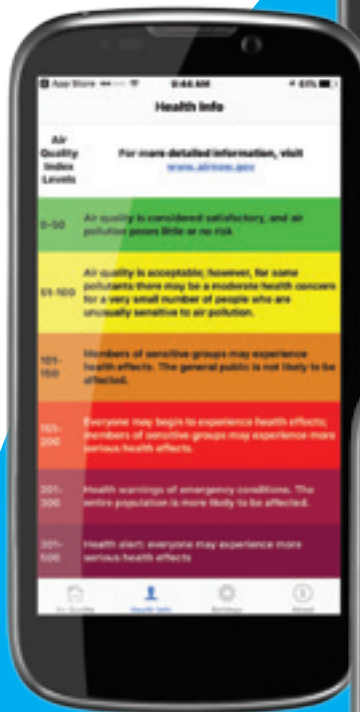 App Store
9:44 AM
61%
Health Info
Air
Quality
Index
Levels
For more detailed information, visit
www.airnow.gov
0-50
Air quality is considered satisfactory, and air
pollution poses little or no risk
51-100
Air quality is acceptable; however, for some
pollutants there may be a moderate health concern
for a very small number of people who are
unusually sensitive to air pollution.
101-
150
Members of sensitive groups may experience
health effects. The general public is not likely to be
affected.
151-
200
Everyone may begin to experience health effects;
members of sensitive groups may experience more
serious health effects.
201-
300
Health warnings of emergency conditions. The
entire population is more likely to be affected.
301-
500
Health alert: everyone may experience more
serious health effects
Air Quality
Health Info
Settings
About